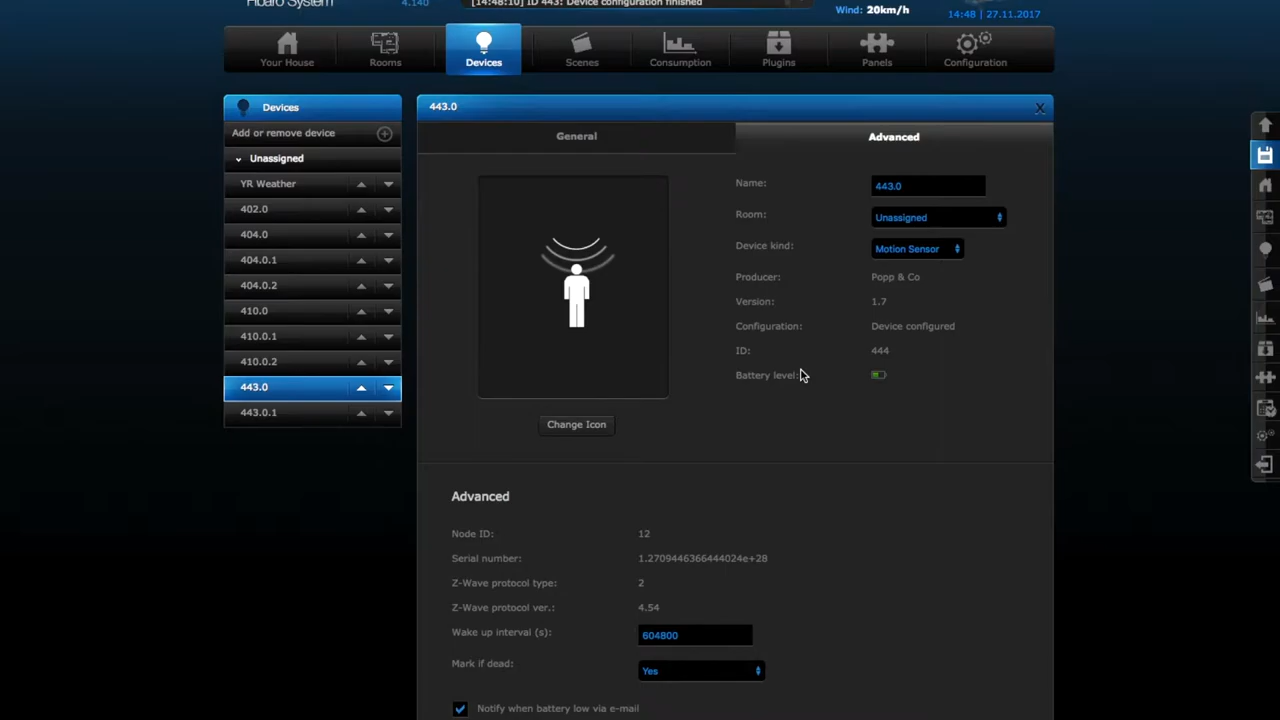 Fibaro System
4.140
[14:48:10] ID 443: Device configuration finished
Wind: 20km/h
14:48 | 27.11.2017
Your House
Rooms
Devices
Scenes
Consumption
Plugins
Panels
Configuration
Devices
Add or remove device
Unassigned
YR Weather
402.0
404.0
404.0.1
404.0.2
410.0
410.0.1
410.0.2
443.0
443.0.1
443.0
X
General
Advanced
Name:
443.0
Room:
Unassigned
Device kind:
Motion Sensor
Producer:
Popp & Co
Version:
1.7
Configuration:
Device configured
ID:
444
Battery level:
Change Icon
Advanced
Node ID:
12
Serial number:
1.2709446366444024e+28
Z-Wave protocol type:
2
Z-Wave protocol ver.:
4.54
Wake up interval (s):
604800
Mark if dead:
Yes
Notify when battery low via e-mail